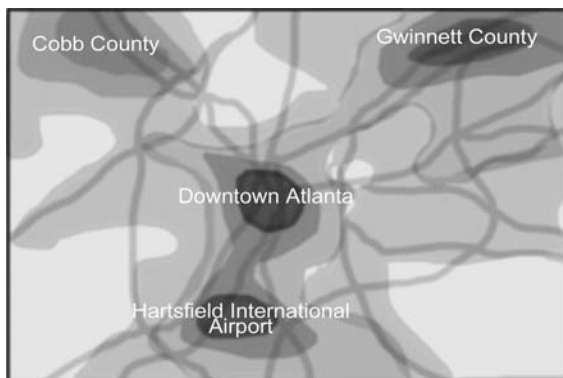 Cobb County
Gwinnett County
Downtown Atlanta
Hartsfield International
Airport